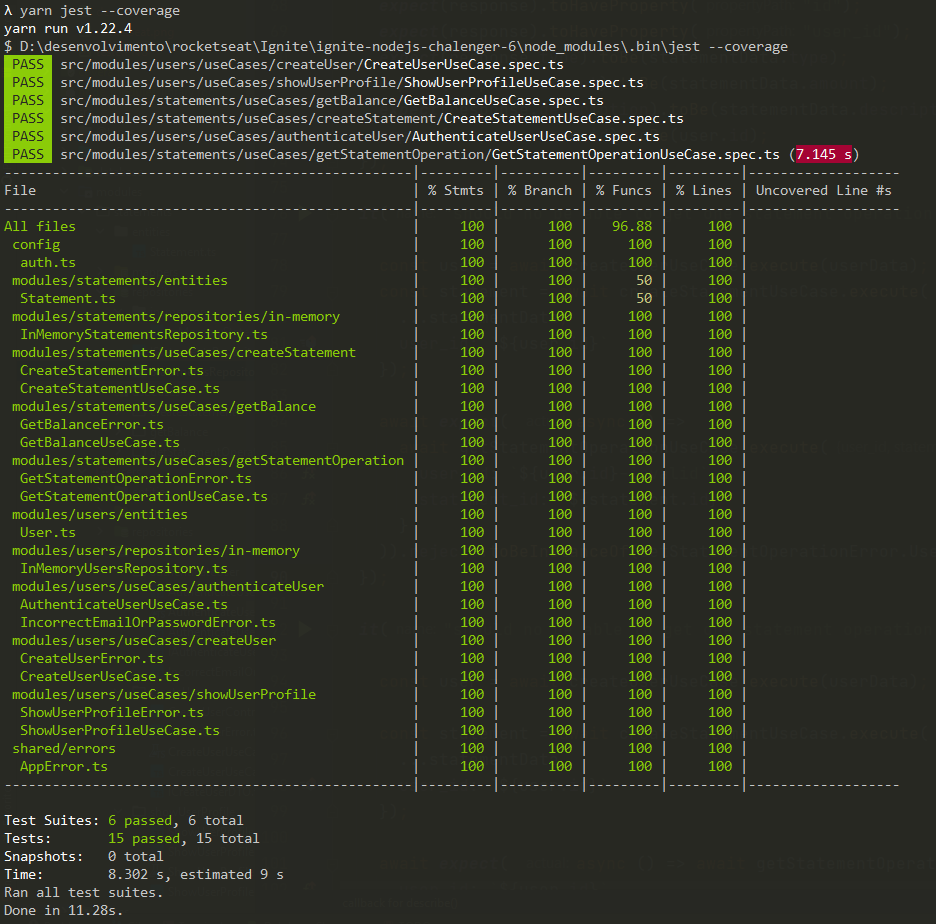 λ yarn jest --coverage
yarn run v1.22.4
$ D:\desenvolvimento\rocketseat\Ignite\ignite-nodejs-chalenger-6\node_modules\.bin\jest --coverage
PASS src/modules/users/useCases/createUser/CreateUserUseCase.spec.ts
PASS src/modules/users/useCases/showUserProfile/ShowUserProfileUseCase.spec.ts
PASS src/modules/statements/useCases/getBalance/GetBalanceUseCase.spec.ts
PASS src/modules/statements/useCases/createStatement/CreateStatementUseCase.spec.ts
PASS src/modules/users/useCases/authenticateUser/AuthenticateUserUseCase.spec.ts
PASS src/modules/statements/useCases/getStatementOperation/GetStatementOperationUseCase.spec.ts (7.145 s)
---------------------------------------------------|---------|----------|---------|---------|-------------------
File | % Stmts | % Branch | % Funcs | % Lines | Uncovered Line #s
---------------------------------------------------|---------|----------|---------|---------|-------------------
All files | 100 | 100 | 96.88 | 100 |
config | 100 | 100 | 100 | 100 |
auth.ts | 100 | 100 | 100 | 100 |
modules/statements/entities | 100 | 100 | 50 | 100 |
Statement.ts | 100 | 100 | 50 | 100 |
modules/statements/repositories/in-memory | 100 | 100 | 100 | 100 |
InMemoryStatementsRepository.ts | 100 | 100 | 100 | 100 |
modules/statements/useCases/createStatement | 100 | 100 | 100 | 100 |
CreateStatementError.ts | 100 | 100 | 100 | 100 |
CreateStatementUseCase.ts | 100 | 100 | 100 | 100 |
modules/statements/useCases/getBalance | 100 | 100 | 100 | 100 |
GetBalanceError.ts | 100 | 100 | 100 | 100 |
GetBalanceUseCase.ts | 100 | 100 | 100 | 100 |
modules/statements/useCases/getStatementOperation | 100 | 100 | 100 | 100 |
GetStatementOperationError.ts | 100 | 100 | 100 | 100 |
GetStatementOperationUseCase.ts | 100 | 100 | 100 | 100 |
modules/users/entities | 100 | 100 | 100 | 100 |
User.ts | 100 | 100 | 100 | 100 |
modules/users/repositories/in-memory | 100 | 100 | 100 | 100 |
InMemoryUsersRepository.ts | 100 | 100 | 100 | 100 |
modules/users/useCases/authenticateUser | 100 | 100 | 100 | 100 |
AuthenticateUserUseCase.ts | 100 | 100 | 100 | 100 |
IncorrectEmailOrPasswordError.ts | 100 | 100 | 100 | 100 |
modules/users/useCases/createUser | 100 | 100 | 100 | 100 |
CreateUserError.ts | 100 | 100 | 100 | 100 |
CreateUserUseCase.ts | 100 | 100 | 100 | 100 |
modules/users/useCases/showUserProfile | 100 | 100 | 100 | 100 |
ShowUserProfileError.ts | 100 | 100 | 100 | 100 |
ShowUserProfileUseCase.ts | 100 | 100 | 100 | 100 |
shared/errors | 100 | 100 | 100 | 100 |
AppError.ts | 100 | 100 | 100 | 100 |
---------------------------------------------------|---------|----------|---------|---------|-------------------
Test Suites: 6 passed, 6 total
Tests: 15 passed, 15 total
Snapshots: 0 total
Time: 8.302 s, estimated 9 s
Ran all test suites.
Done in 11.28s.